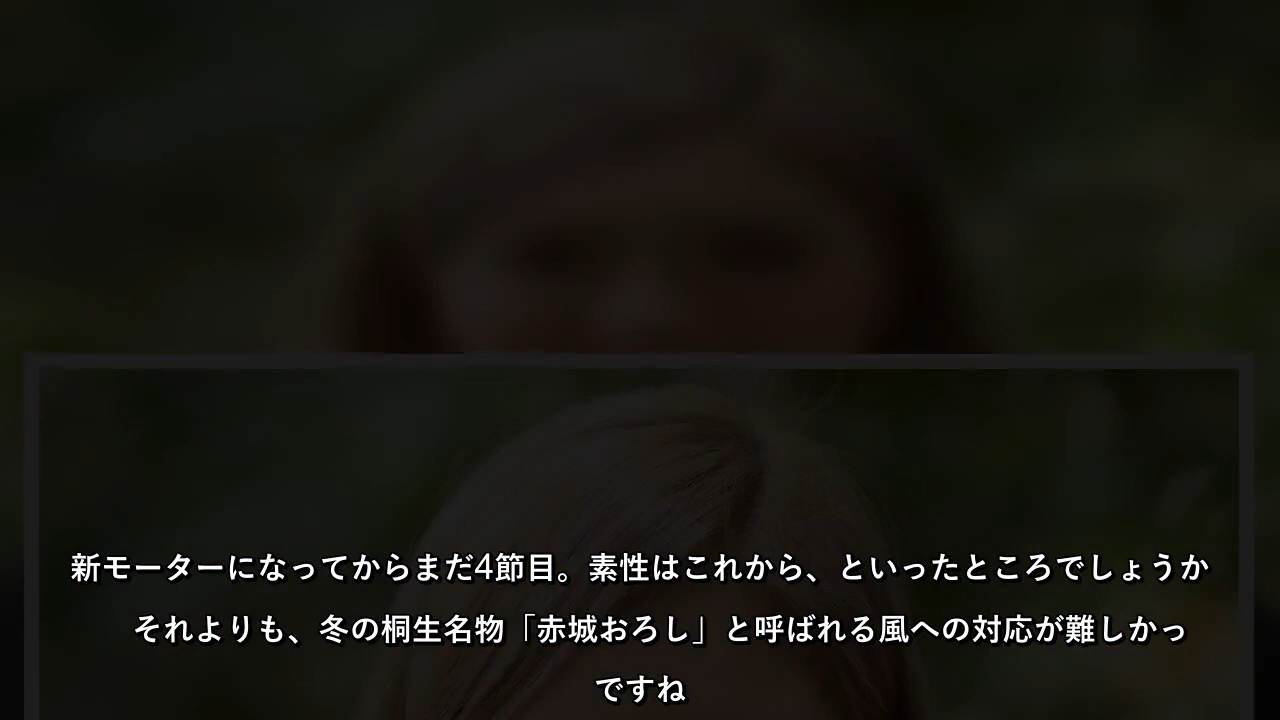 新モーターになってからまだ4節目。素性はこれから、といったところでしょうか
それよりも、冬の桐生名物「赤城おろし」と呼ばれる風への対応が難しかっ
ですね